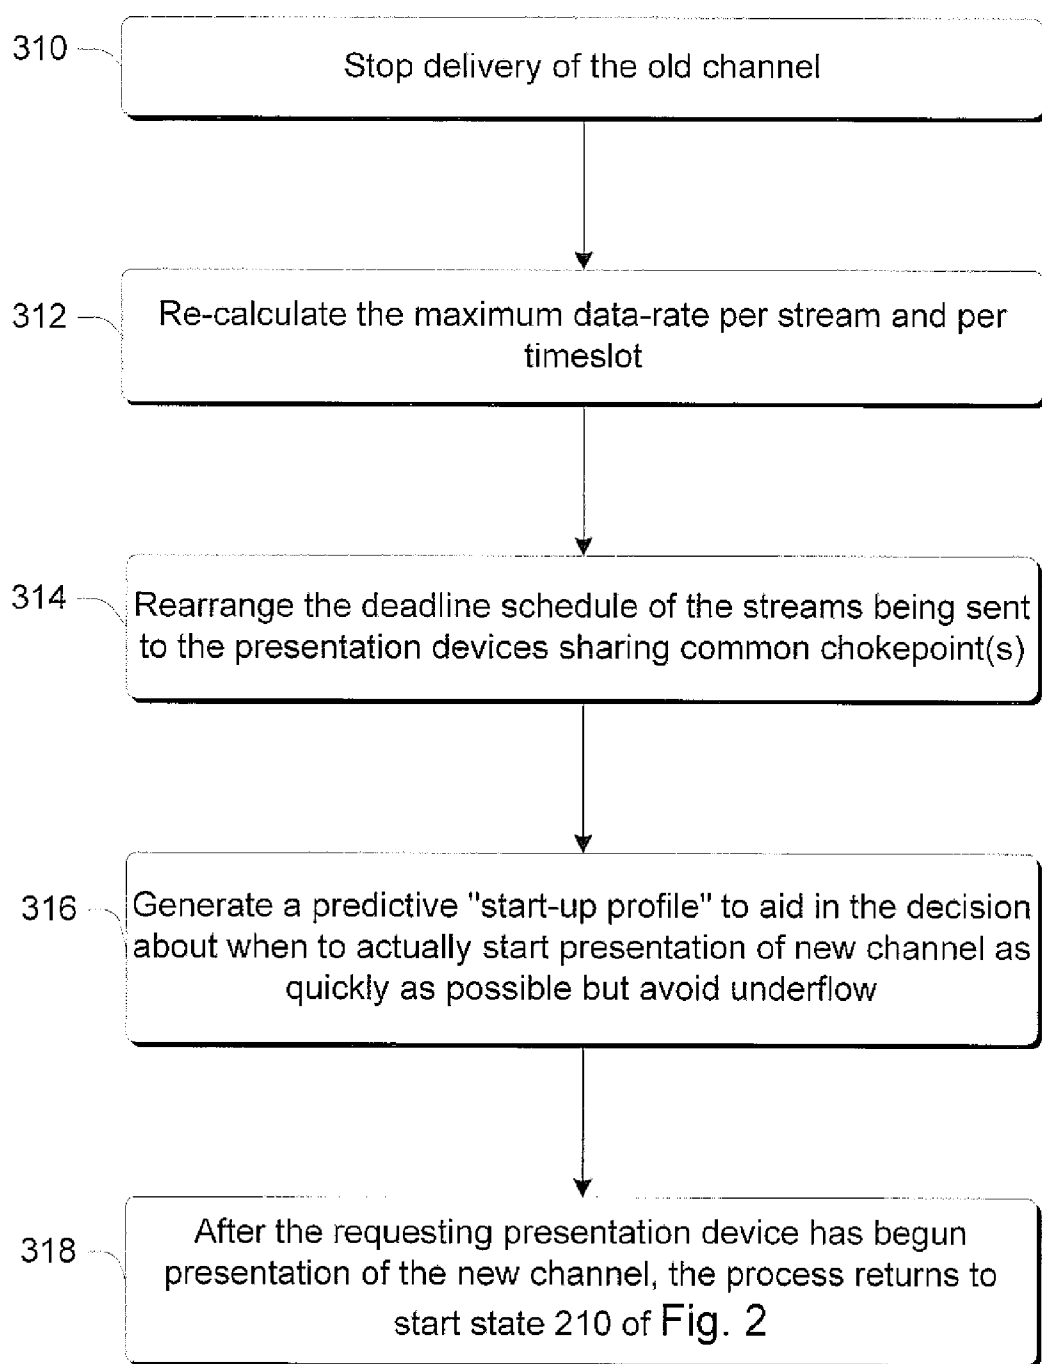 310
Stop delivery of the old channel
312
Re-calculate the maximum data-rate per stream and per
timeslot
314
Rearrange the deadline schedule of the streams being sent
to the presentation devices sharing common chokepoint(s)
316
Generate a predictive "start-up profile" to aid in the decision
about when to actually start presentation of new channel as
quickly as possible but avoid underflow
318
After the requesting presentation device has begun
presentation of the new channel, the process returns to
start state 210 of Fig. 2